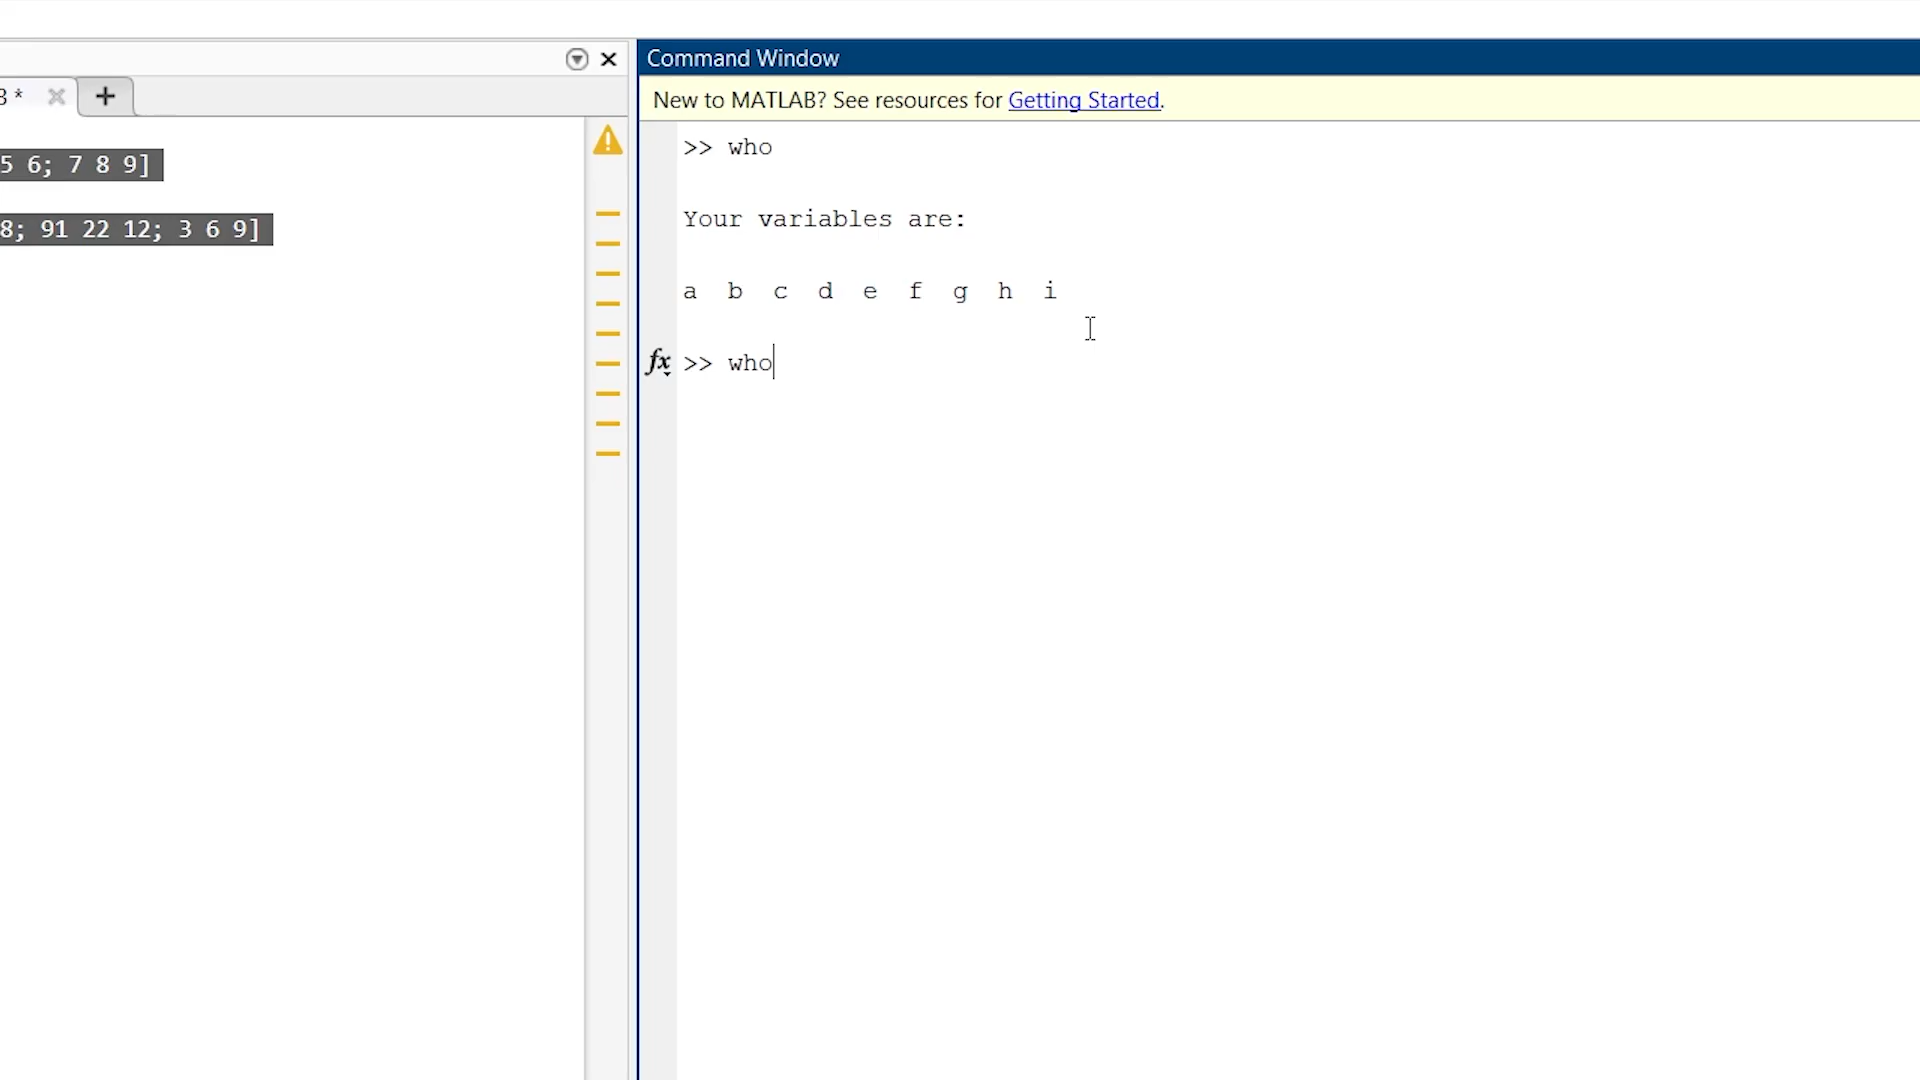 Command Window
New to MATLAB? See resources for Getting Started.
*
5 6; 7 8 9]
8; 91 22 12; 3 6 9]
>> who
Your variables are:
a b c d e f g h i
fx >> who